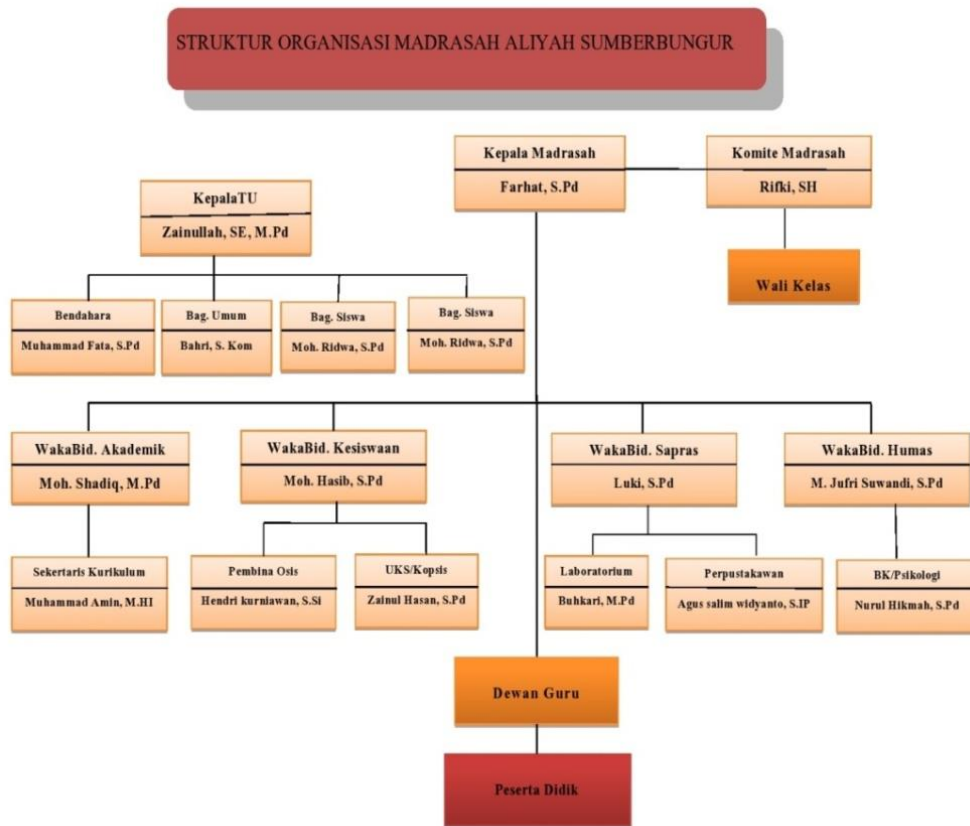 STRUKTUR ORGANISASI MADRASAH ALIYAH SUMBERBUNGUR
Kepala Madrasah
Farhat, S.Pd
Komite Madrasah
Rifki, SH
KepalaTU
Zainullah, SE, M.Pd
Wali Kelas
Bendahara
Muhammad Fata, S.Pd
Bag. Umum
Bahri, S. Kom
Bag. Siswa
Moh. Ridwa, S.Pd
Bag. Siswa
Moh. Ridwa, S.Pd
WakaBid. Akademik
Moh. Shadiq, M.Pd
WakaBid. Kesiswaan
Moh. Hasib, S.Pd
WakaBid. Sapras
Luki, S.Pd
WakaBid. Humas
M. Jufri Suwandi, S.Pd
Sekertaris Kurikulum
Muhammad Amin, M.HI
Pembina Osis
Hendri kurniawan, S.Si
UKS/Kopsis
Zainul Hasan, S.Pd
Laboratorium
Buhkari, M.Pd
Perpustakawan
Agus salim widyanto, S.IP
BK/Psikologi
Nurul Hikmah, S.Pd
Dewan Guru
Peserta Didik